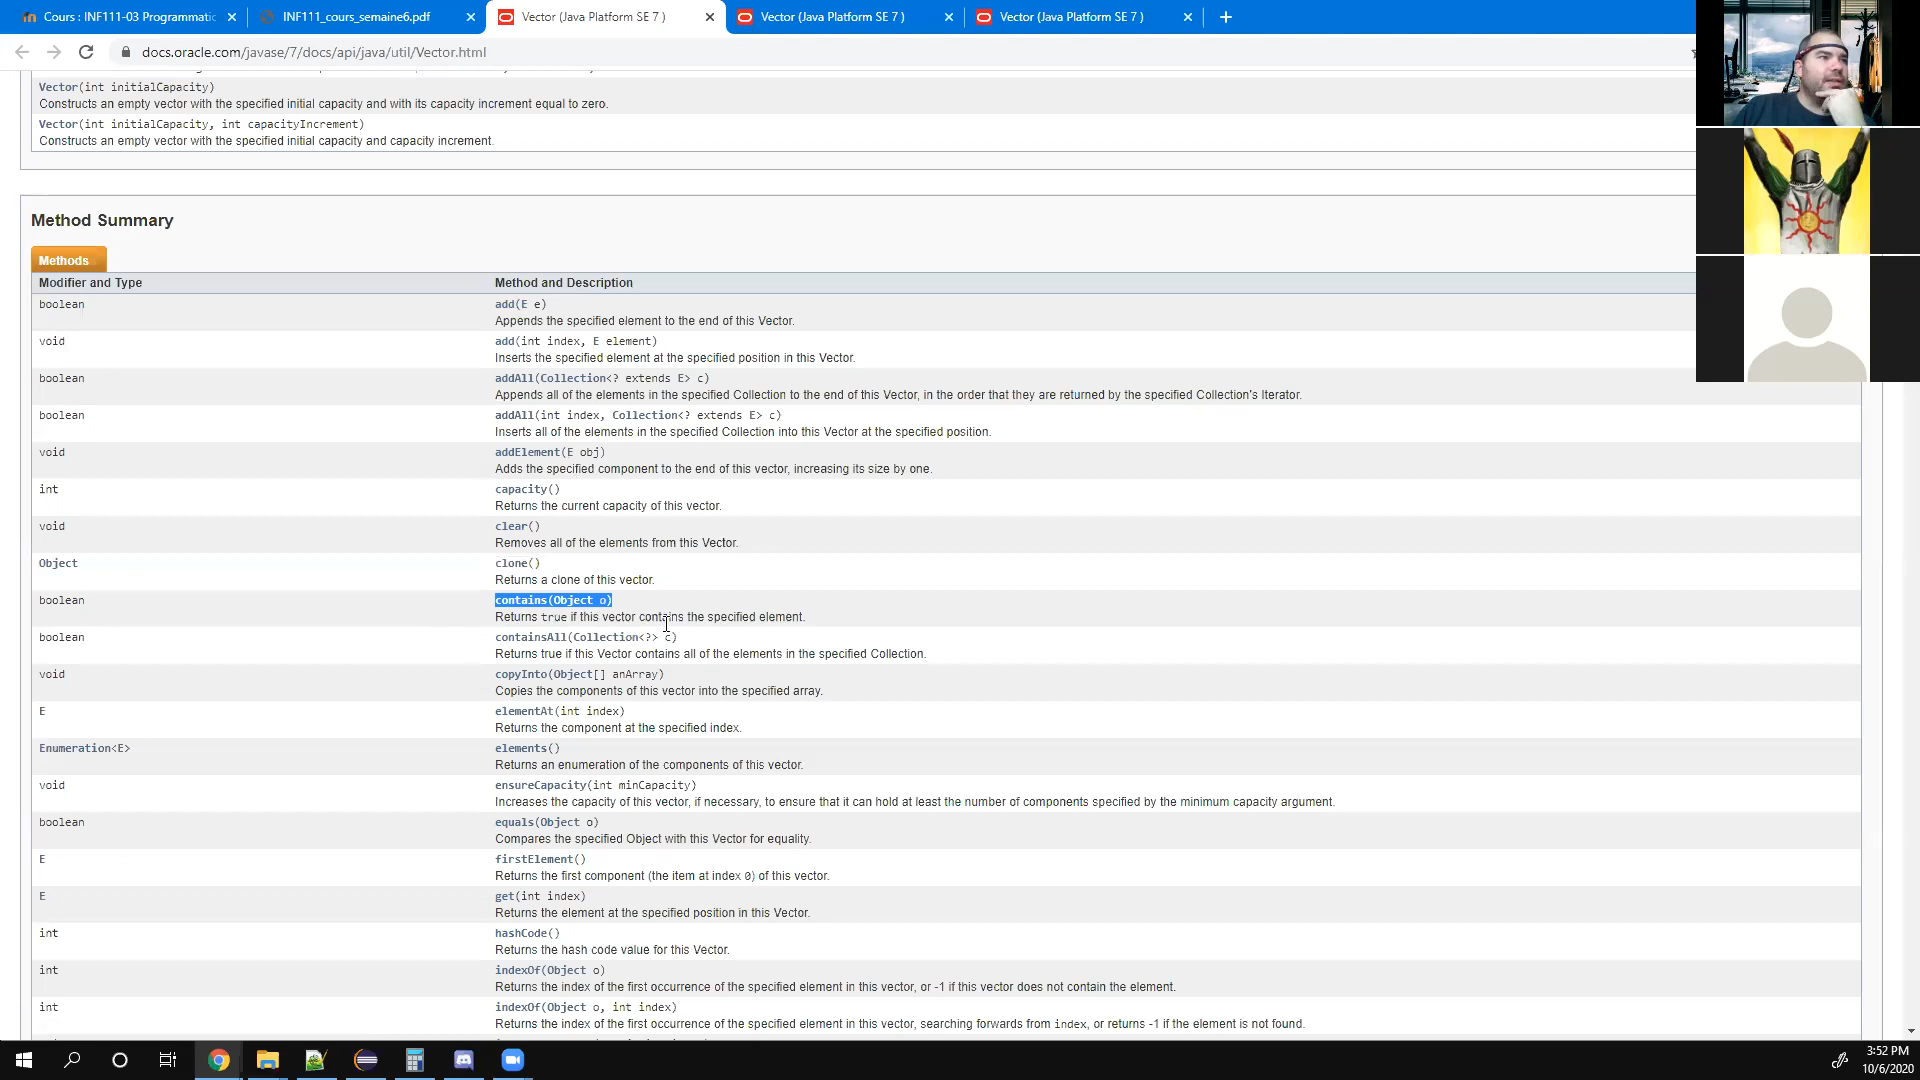 Cours : INF111-03 Programmatic
INF111_cours_semaine6.pdf
Vector (Java Platform SE 7 )
Vector (Java Platform SE 7 )
Vector (Java Platform SE 7 )
docs.oracle.com/javase/7/docs/api/java/util/Vector.html
Vector(int initialCapacity)
Constructs an empty vector with the specified initial capacity and with its capacity increment equal to zero.
Vector(int initialCapacity, int capacityIncrement)
Constructs an empty vector with the specified initial capacity and capacity increment.
Method Summary
Methods
Modifier and Type Method and Description
boolean add(E e)
Appends the specified element to the end of this Vector.
void add(int index, E element)
Inserts the specified element at the specified position in this Vector.
boolean addAll(Collection<? extends E> c)
Appends all of the elements in the specified Collection to the end of this Vector, in the order that they are returned by the specified Collection's Iterator.
boolean addAll(int index, Collection<? extends E> c)
Inserts all of the elements in the specified Collection into this Vector at the specified position.
void addElement(E obj)
Adds the specified component to the end of this vector, increasing its size by one.
int capacity()
Returns the current capacity of this vector.
void clear()
Removes all of the elements from this Vector.
Object clone()
Returns a clone of this vector.
boolean contains(Object o)
Returns true if this vector contains the specified element.
boolean containsAll(Collection<?> c)
Returns true if this Vector contains all of the elements in the specified Collection.
void copyInto(Object[] anArray)
Copies the components of this vector into the specified array.
E elementAt(int index)
Returns the component at the specified index.
Enumeration<E> elements()
Returns an enumeration of the components of this vector.
void ensureCapacity(int minCapacity)
Increases the capacity of this vector, if necessary, to ensure that it can hold at least the number of components specified by the minimum capacity argument.
boolean equals(Object o)
Compares the specified Object with this Vector for equality.
E firstElement()
Returns the first component (the item at index 0) of this vector.
E get(int index)
Returns the element at the specified position in this Vector.
int hashCode()
Returns the hash code value for this Vector.
int indexOf(Object o)
Returns the index of the first occurrence of the specified element in this vector, or -1 if this vector does not contain the element.
int indexOf(Object o, int index)
Returns the index of the first occurrence of the specified element in this vector, searching forwards from index, or returns -1 if the element is not found.
3:52 PM
10/6/2020